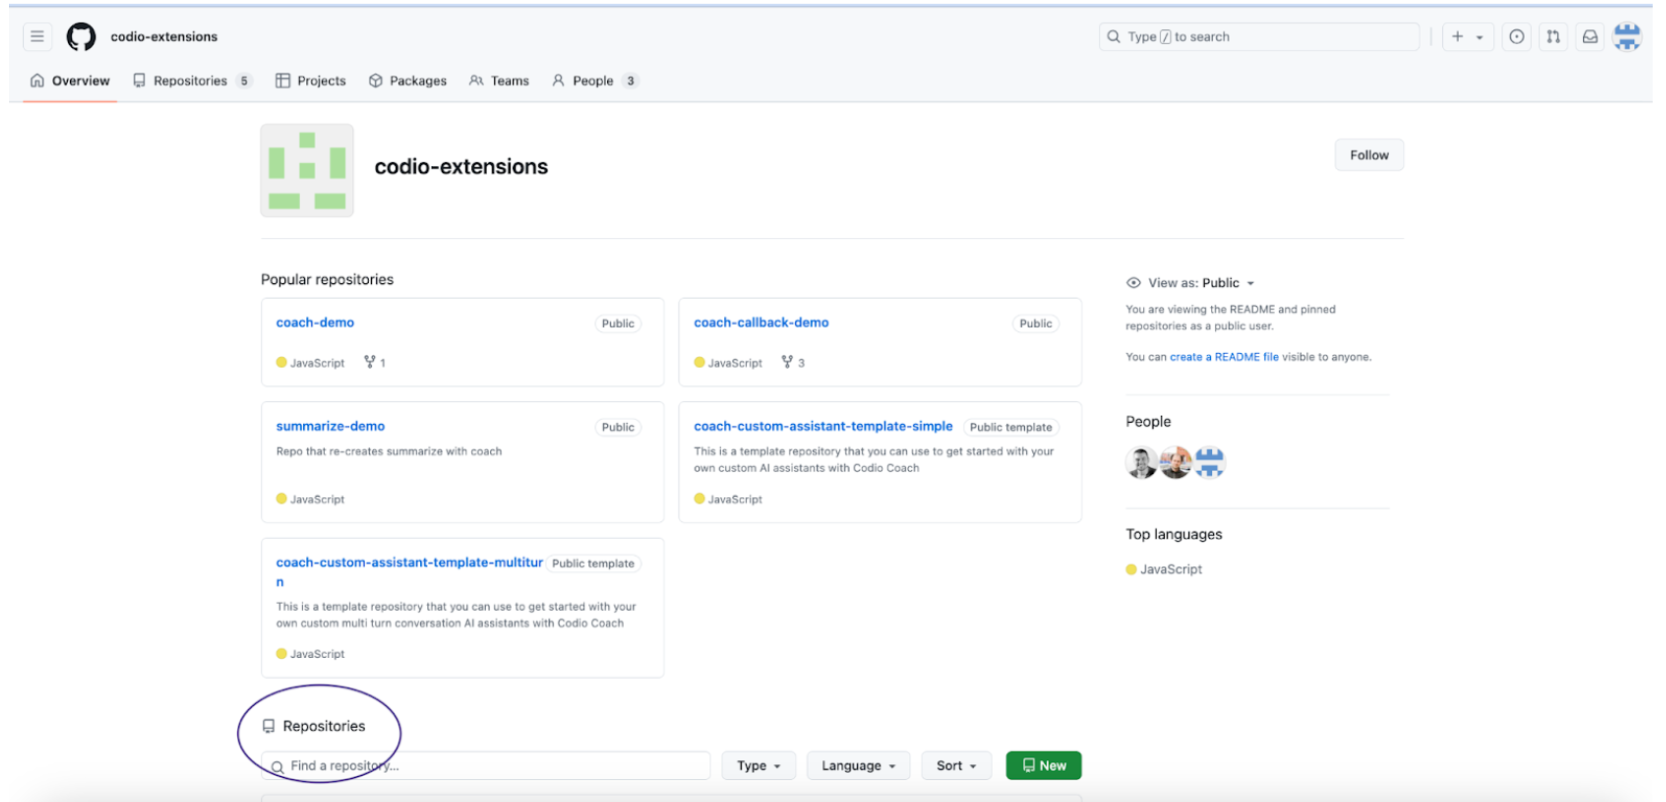 codio-extensions
Type / to search
Overview
Repositories 5
Projects
Packages
Teams
People 3
codio-extensions
Follow
Popular repositories
coach-demo
Public
JavaScript
1
coach-callback-demo
Public
JavaScript
3
summarize-demo
Public
Repo that re-creates summarize with coach
JavaScript
coach-custom-assistant-template-simple
Public template
This is a template repository that you can use to get started with your
own custom AI assistants with Codio Coach
JavaScript
coach-custom-assistant-template-multitur
n
Public template
This is a template repository that you can use to get started with your
own custom multi turn conversation AI assistants with Codio Coach
JavaScript
View as: Public
You are viewing the README and pinned
repositories as a public user.
You can create a README file visible to anyone.
People
Top languages
JavaScript
Repositories
Find a repository...
Type
Language
Sort
New